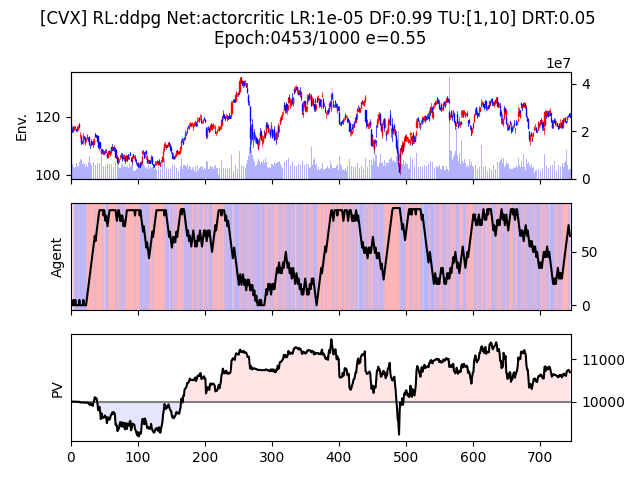 [CVX] RL:ddpg Net:actorcritic LR:1e-05 DF:0.99 TU:[1,10] DRT:0.05
Epoch:0453/1000 e=0.55
1e7
Env.
120
100
4
2
0
Agent
50
0
PV
11000
10000
0 100 200 300 400 500 600 700